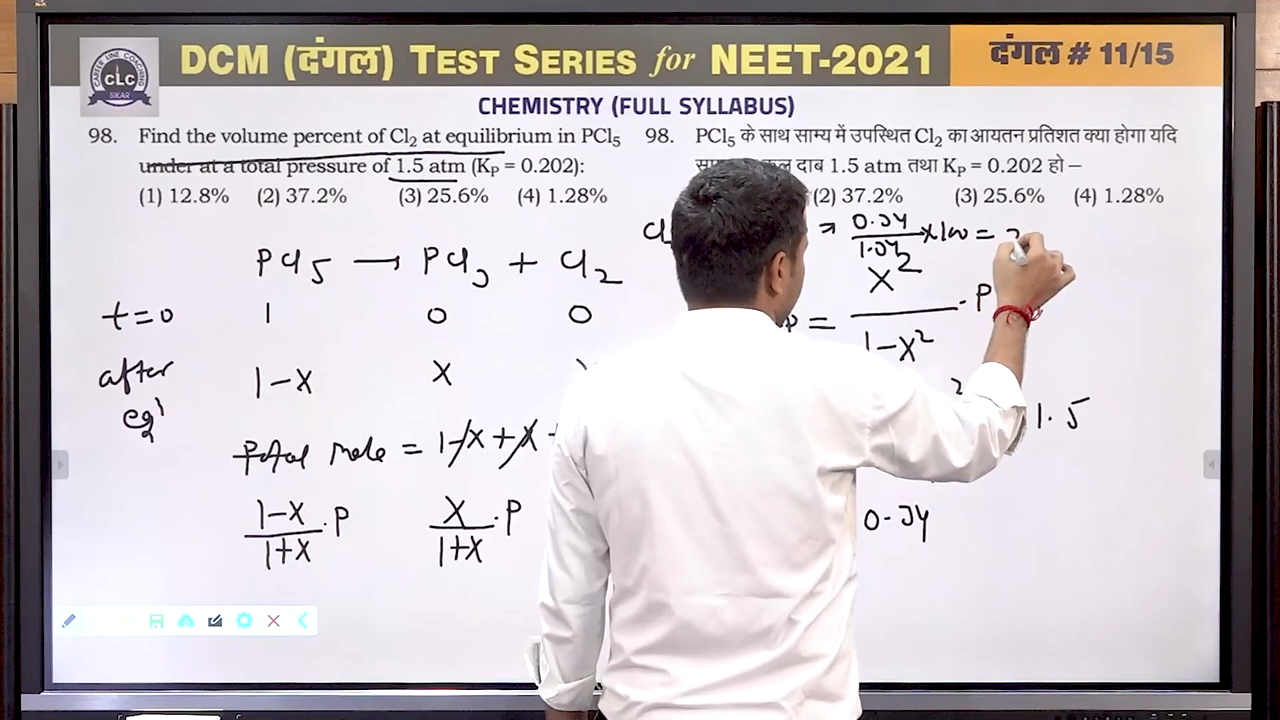 CAREER LINE COACHING
CLC
SIKAR
DCM (दंगल) TEST SERIES for NEET-2021
दंगल # 11/15
CHEMISTRY (FULL SYLLABUS)
98. Find the volume percent of Cl₂ at equilibrium in PCl₅
under at a total pressure of 1.5 atm (K_P = 0.202):
(1) 12.8% (2) 37.2% (3) 25.6% (4) 1.28%
98. PCl₅ के साथ साम्य में उपस्थित Cl₂ का आयतन प्रतिशत क्या होगा यदि
दाब 1.5 atm तथा K_P = 0.202 हो –
(2) 37.2% (3) 25.6% (4) 1.28%
PCl₅ → PCl₃ + Cl₂
t=0 1 0 0
after eq' 1-x x
Total mole = 1-x+x
(1-x)/(1+x) . P x/(1+x) . P
⇒ 0.34/1.34 ×100 =
= x²/(1-x²) . P
1.5
0.34